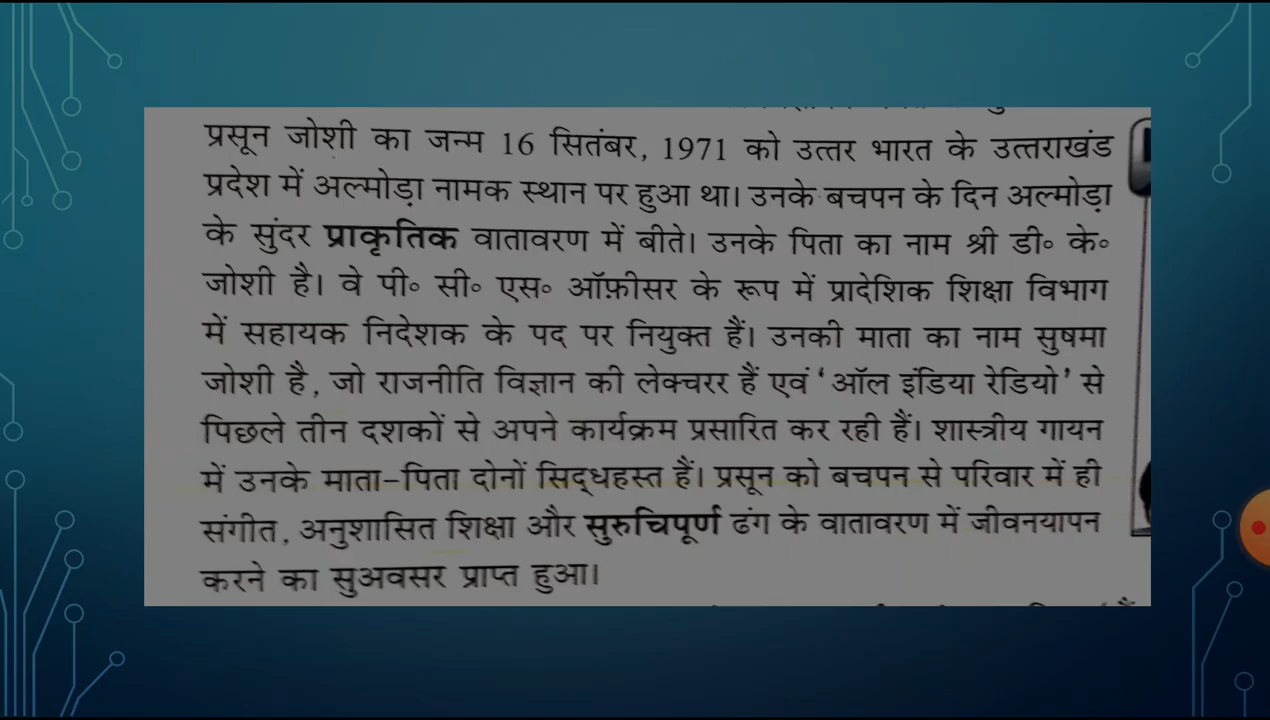 प्रसून जोशी का जन्म 16 सितंबर, 1971 को उत्तर भारत के उत्तराखंड
प्रदेश में अल्मोड़ा नामक स्थान पर हुआ था। उनके बचपन के दिन अल्मोड़ा
के सुंदर प्राकृतिक वातावरण में बीते। उनके पिता का नाम श्री डी॰ के॰
जोशी है। वे पी॰ सी॰ एस॰ ऑफ़ीसर के रूप में प्रादेशिक शिक्षा विभाग
में सहायक निदेशक के पद पर नियुक्त हैं। उनकी माता का नाम सुषमा
जोशी है, जो राजनीति विज्ञान की लेक्चरर हैं एवं ‘ऑल इंडिया रेडियो’ से
पिछले तीन दशकों से अपने कार्यक्रम प्रसारित कर रही हैं। शास्त्रीय गायन
में उनके माता-पिता दोनों सिद्धहस्त हैं। प्रसून को बचपन से परिवार में ही
संगीत, अनुशासित शिक्षा और सुरुचिपूर्ण ढंग के वातावरण में जीवनयापन
करने का सुअवसर प्राप्त हुआ।